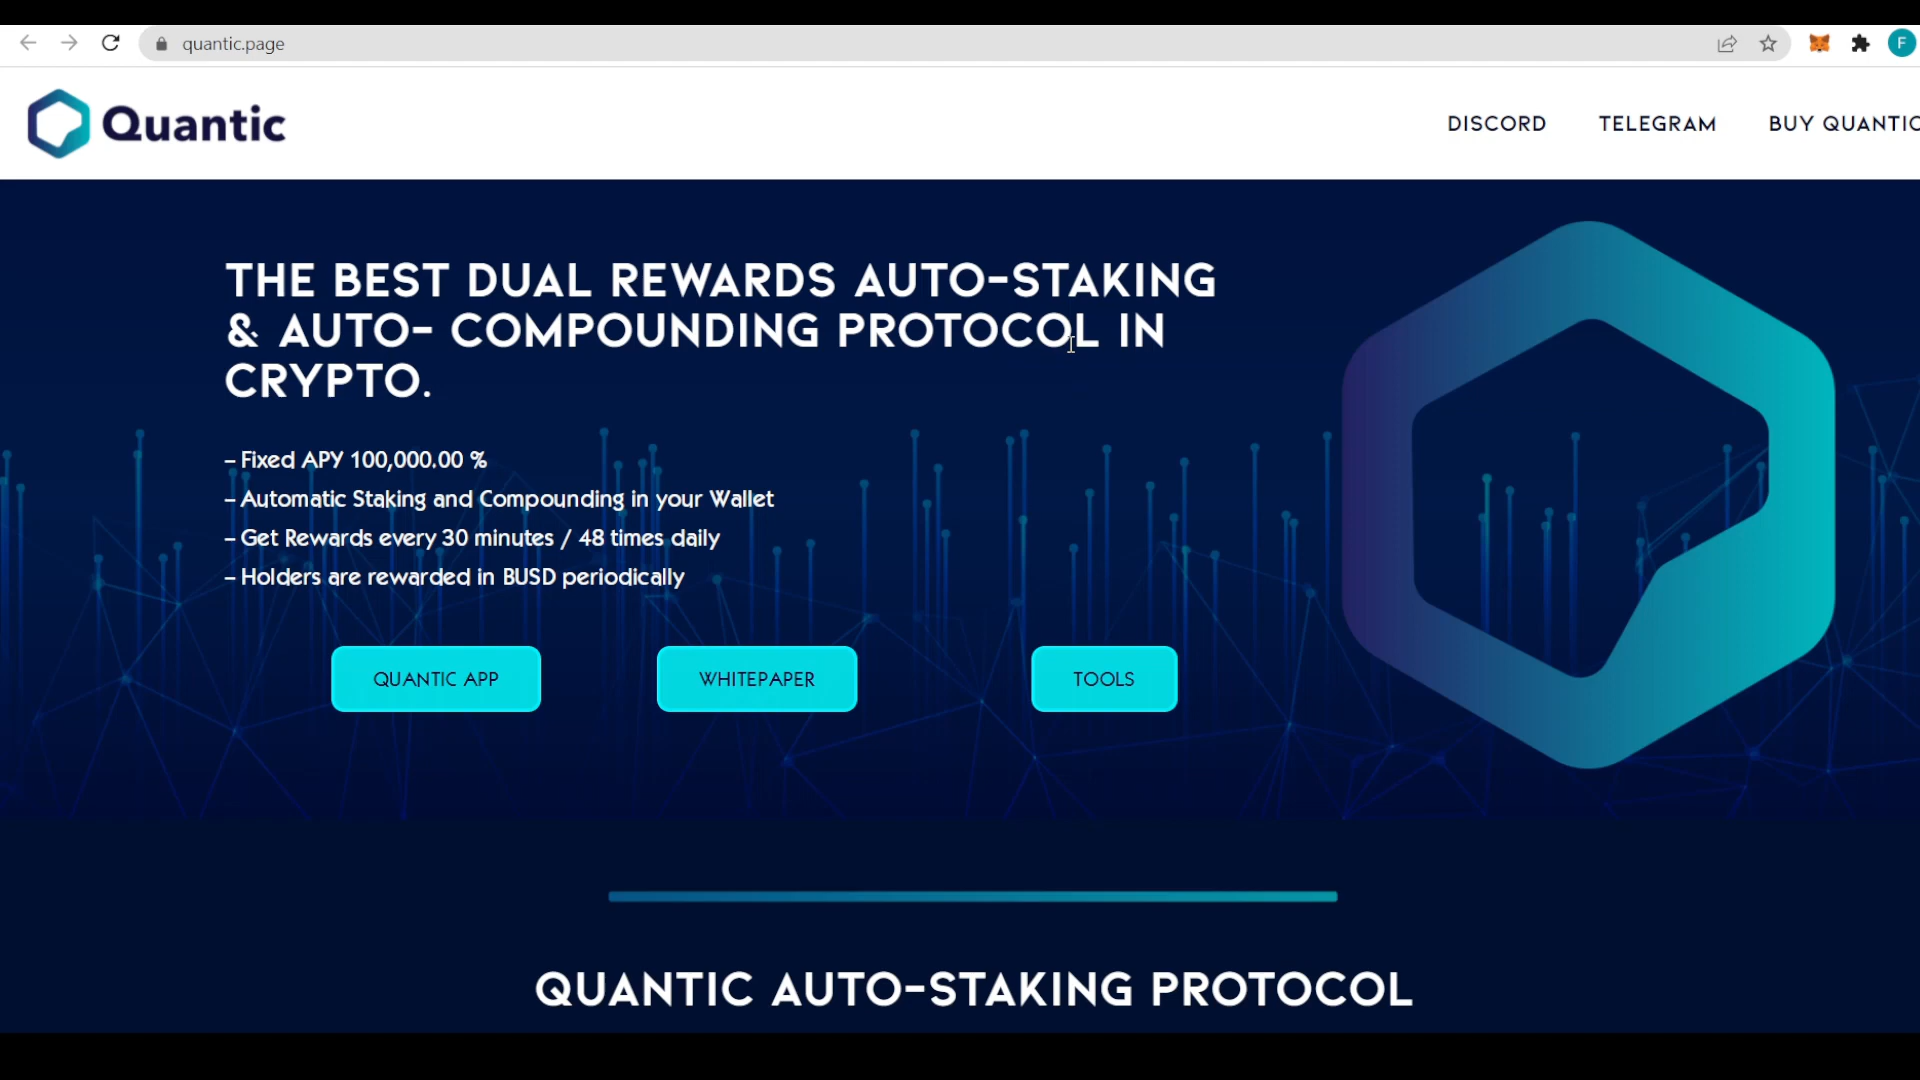 quantic.page
F
Quantic
DISCORD TELEGRAM BUY QUANTIC
THE BEST DUAL REWARDS AUTO-STAKING
& AUTO- COMPOUNDING PROTOCOL IN
CRYPTO.
– Fixed APY 100,000.00 %
– Automatic Staking and Compounding in your Wallet
– Get Rewards every 30 minutes / 48 times daily
– Holders are rewarded in BUSD periodically
QUANTIC APP WHITEPAPER TOOLS
QUANTIC AUTO-STAKING PROTOCOL